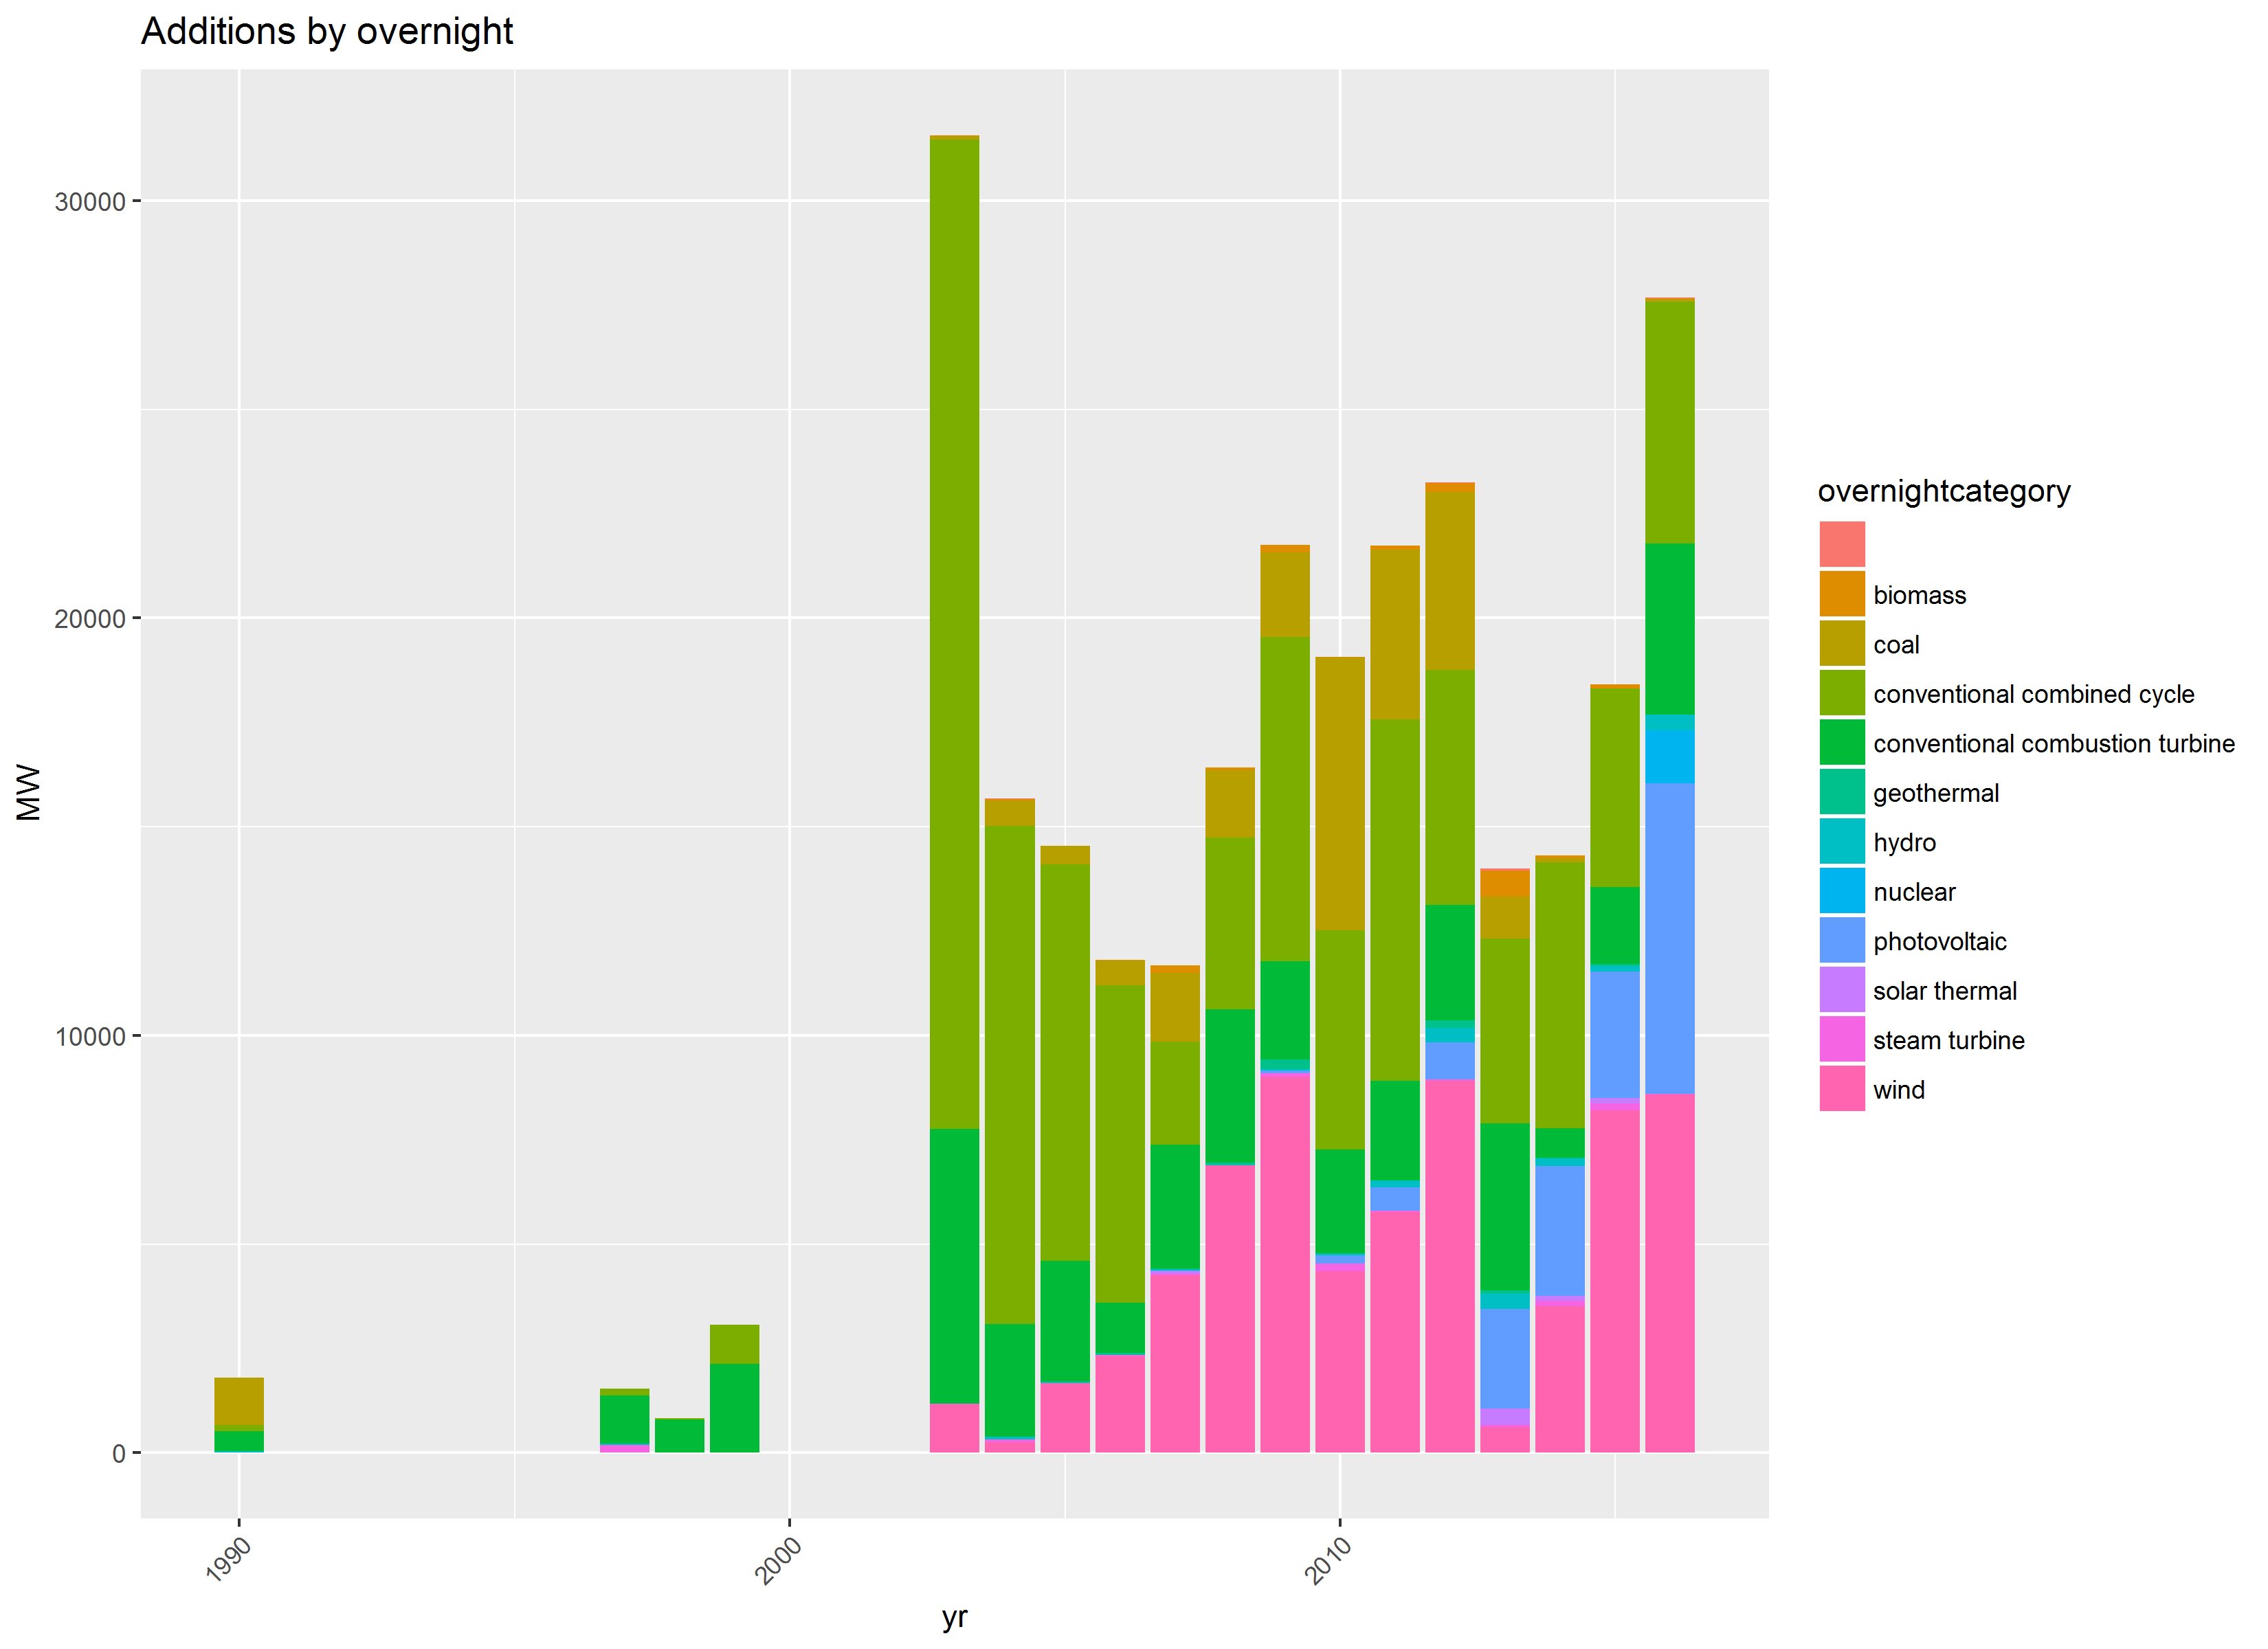 Additions by overnight
MW
30000
20000
10000
0
1990
2000
2010
yr
overnightcategory
biomass
coal
conventional combined cycle
conventional combustion turbine
geothermal
hydro
nuclear
photovoltaic
solar thermal
steam turbine
wind